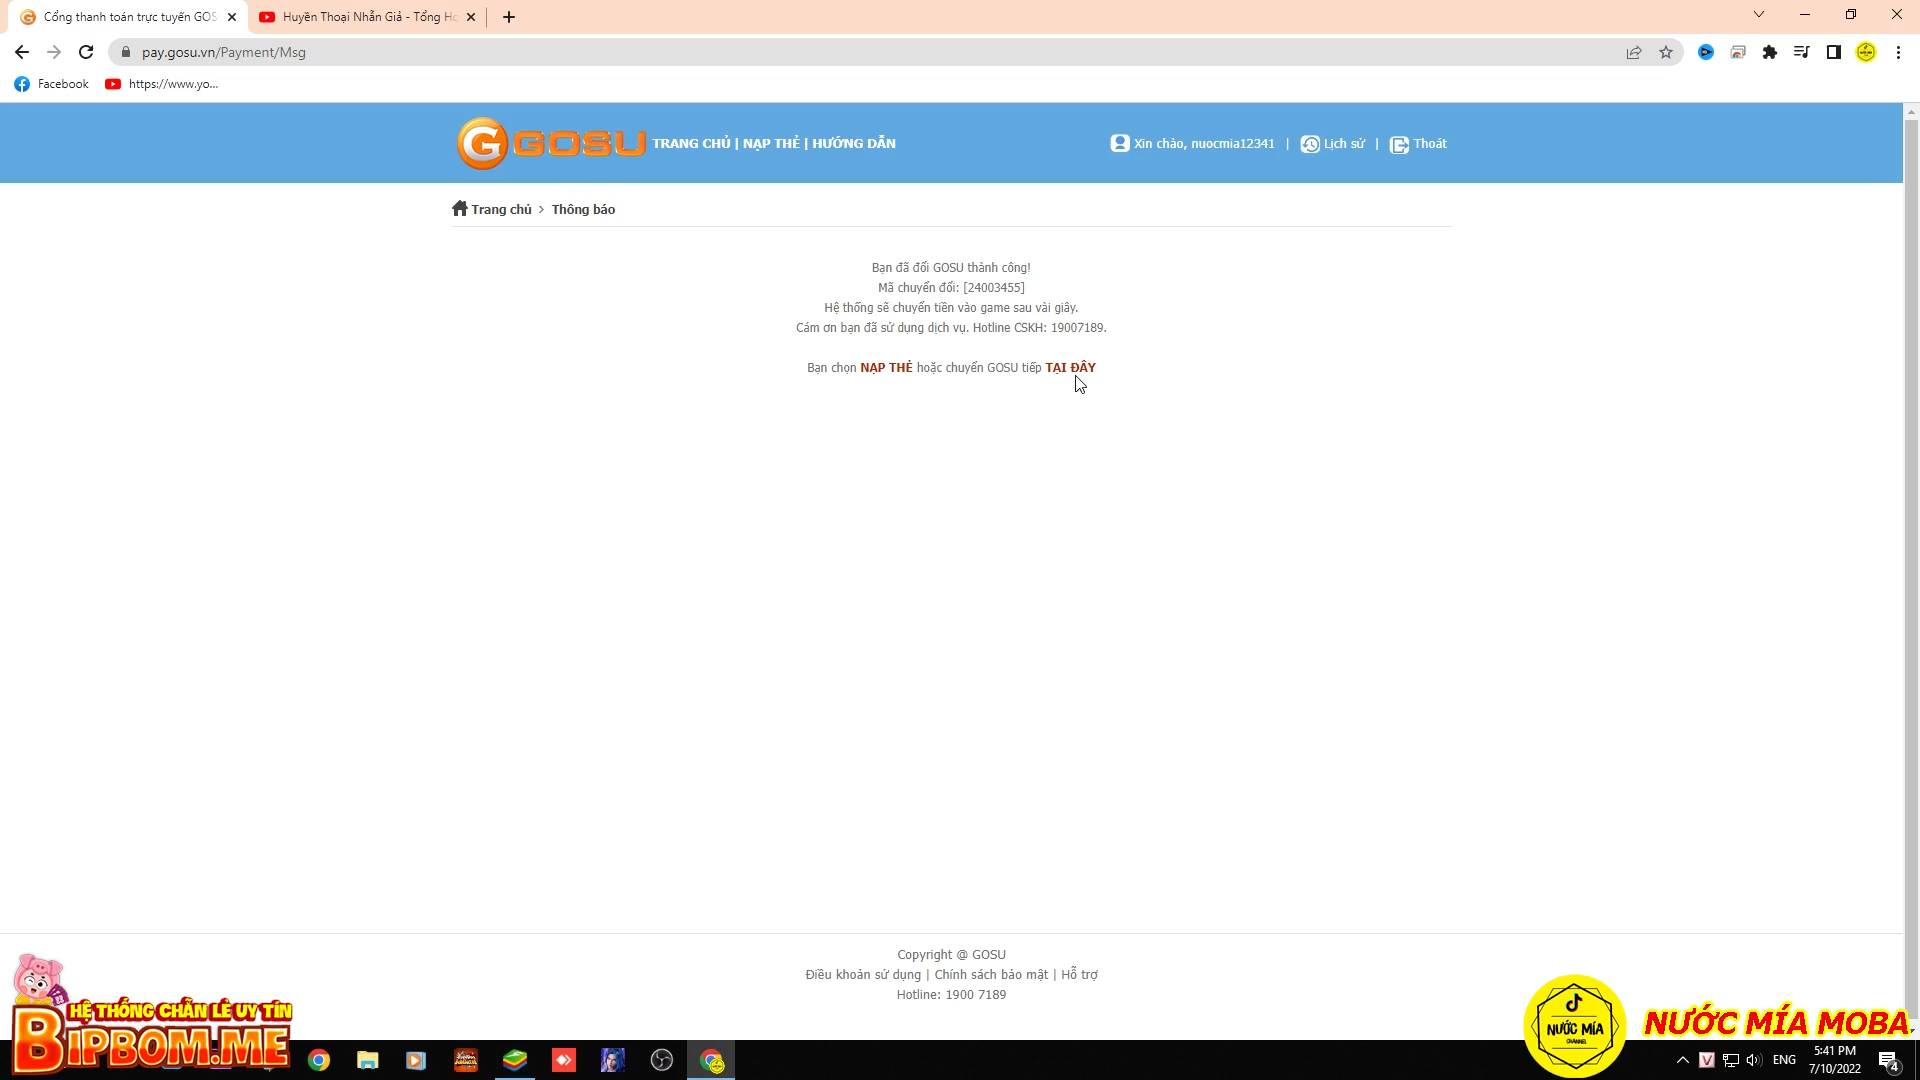 Cổng thanh toán trực tuyến GOS
Huyền Thoại Nhẫn Giả - Tổng Hợ
pay.gosu.vn/Payment/Msg
Facebook
https://www.yo...
GOSU
TRANG CHỦ | NẠP THẺ | HƯỚNG DẪN
Xin chào, nuocmia12341 | Lịch sử | Thoát
Trang chủ > Thông báo
Bạn đã đổi GOSU thành công!
Mã chuyển đổi: [24003455]
Hệ thống sẽ chuyển tiền vào game sau vài giây.
Cám ơn bạn đã sử dụng dịch vụ. Hotline CSKH: 19007189.
Bạn chọn NẠP THẺ hoặc chuyển GOSU tiếp TẠI ĐÂY
Copyright @ GOSU
Điều khoản sử dụng | Chính sách bảo mật | Hỗ trợ
Hotline: 1900 7189
HỆ THỐNG CHẴN LẺ UY TÍN
BIPBOM.ME
NƯỚC MÍA
CHANNEL
NƯỚC MÍA MOBA
ENG
5:41 PM
7/10/2022
4